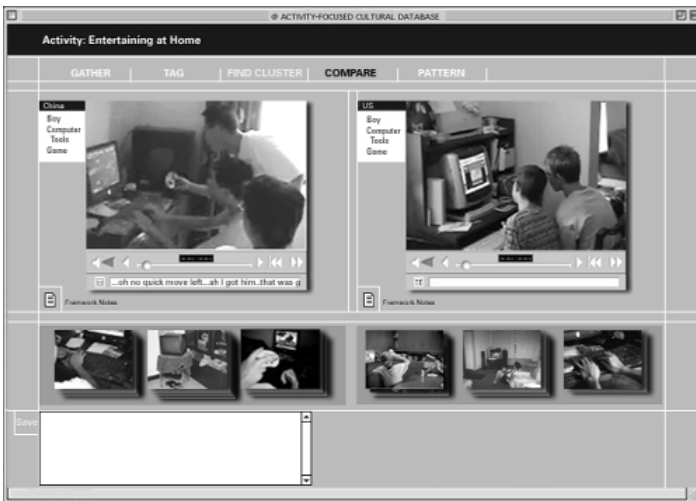 @ ACTIVITY-FOCUSED CULTURAL DATABASE
Activity: Entertaining at Home
GATHER | TAG | FIND CLUSTER | COMPARE | PATTERN |
China
Boy
Computer
Tools
Game
...oh no quick move left...ah I got him..that was g
Framework Notes
US
Boy
Computer
Tools
Game
Framework Notes
Save